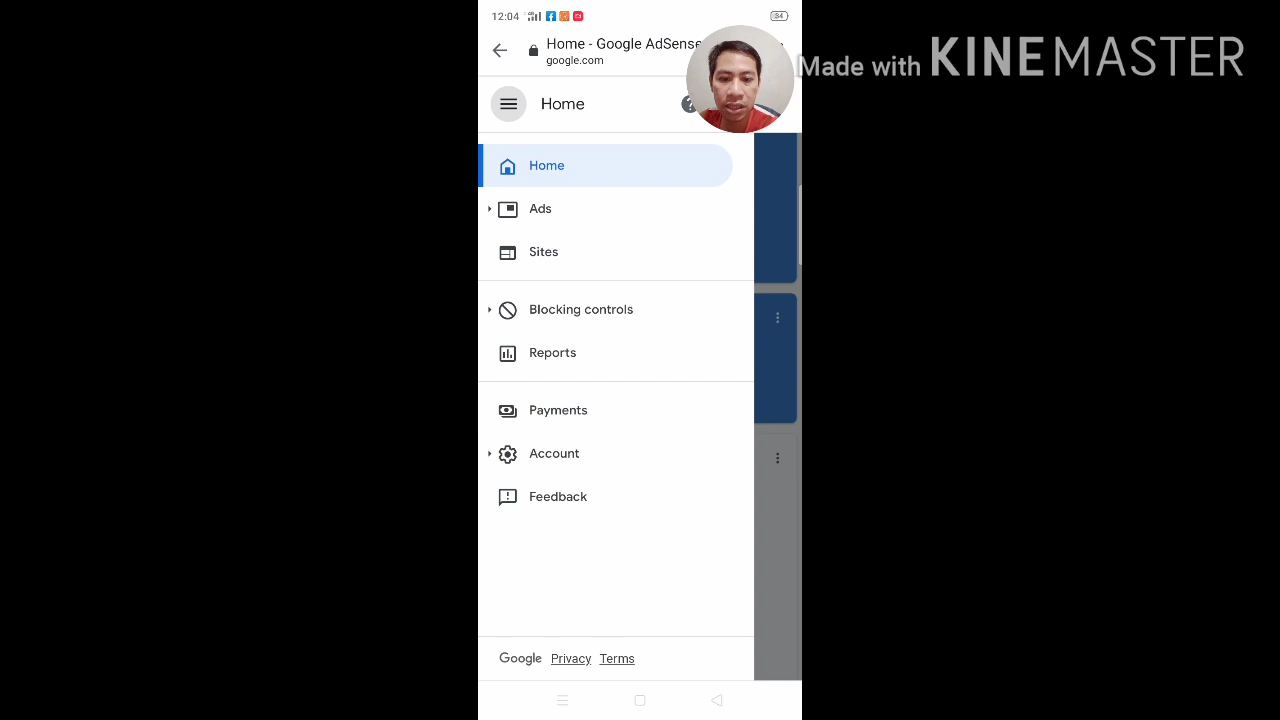 12:04
84
Home - Google AdSense
google.com
Made with KINEMASTER
Home
?
Home
Ads
Sites
Blocking controls
Reports
Payments
Account
Feedback
Google Privacy Terms